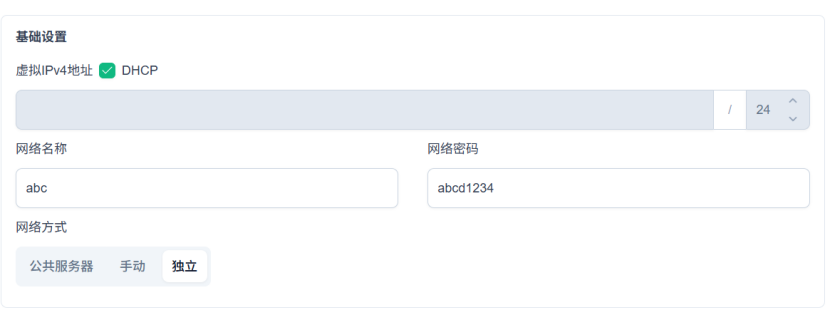 基础设置
虚拟IPv4地址 DHCP
/ 24
网络名称 网络密码
abc abcd1234
网络方式
公共服务器 手动 独立